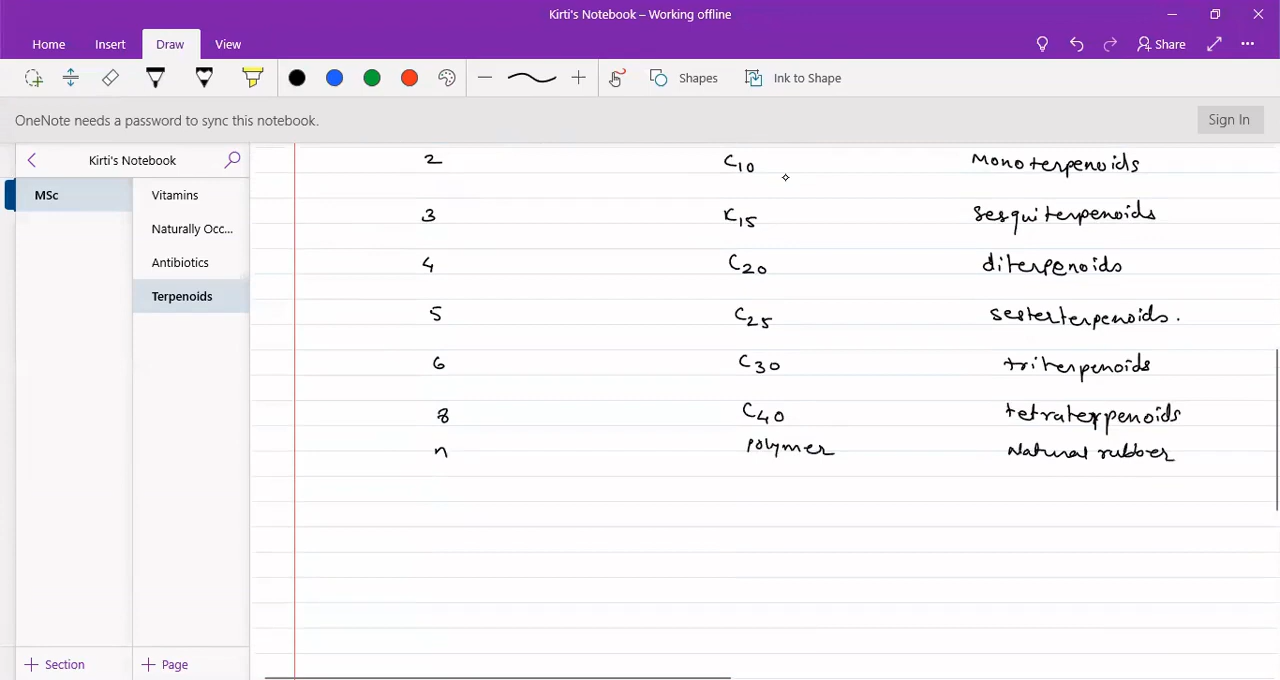 Kirti's Notebook – Working offline
Home Insert Draw View Share
Shapes Ink to Shape
OneNote needs a password to sync this notebook. Sign In
Kirti's Notebook
MSc Vitamins
Naturally Occ...
Antibiotics
Terpenoids
2 C10 Monoterpenoids
3 C15 sesquiterpenoids
4 C20 diterpenoids
5 C25 sesterterpenoids.
6 C30 triterpenoids
8 C40 tetraterpenoids
n Polymer Natural rubber
Section Page